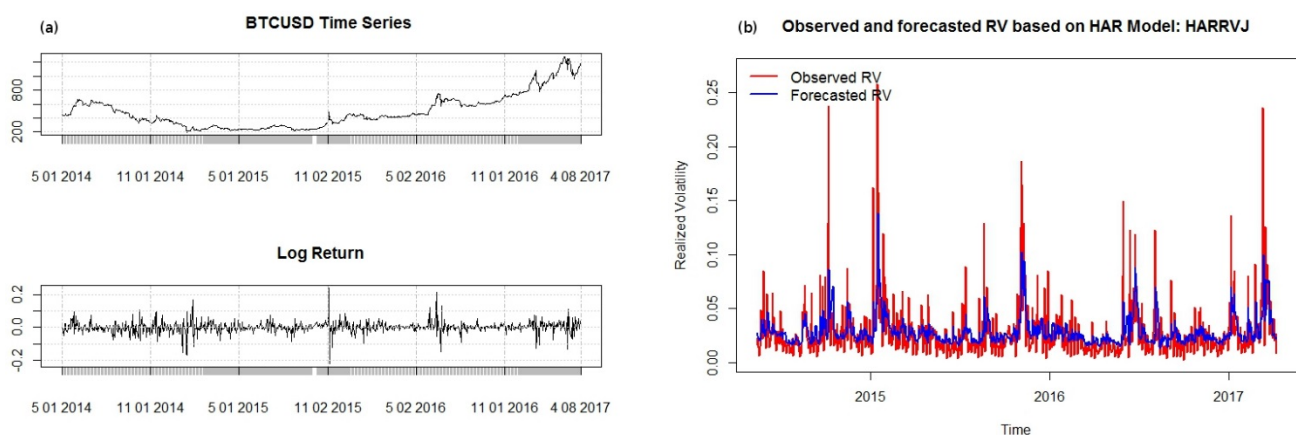 (a)
BTCUSD Time Series
800
200
5 01 2014 11 01 2014 5 01 2015 11 02 2015 5 02 2016 11 01 2016 4 08 2017
Log Return
0.2
0.0
-0.2
5 01 2014 11 01 2014 5 01 2015 11 02 2015 5 02 2016 11 01 2016 4 08 2017
(b) Observed and forecasted RV based on HAR Model: HARRVJ
Observed RV
Forecasted RV
Realized Volatility
0.25
0.20
0.15
0.10
0.05
0.00
2015 2016 2017
Time